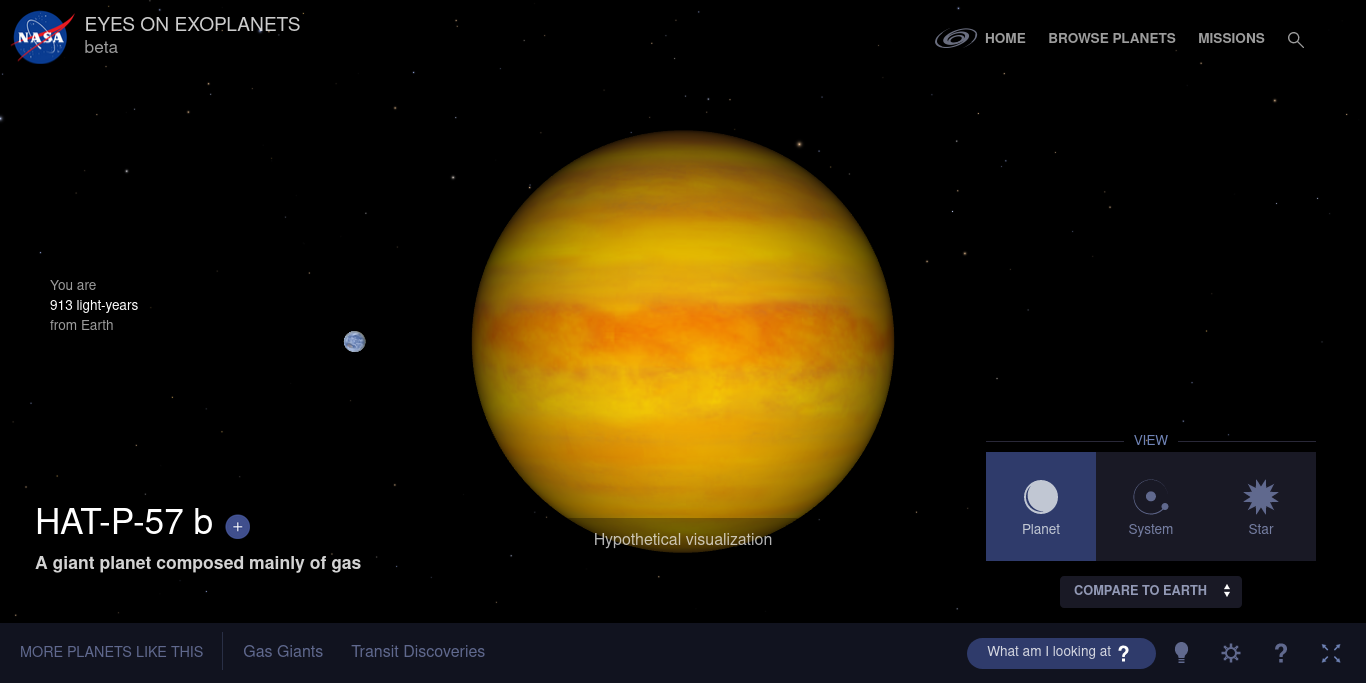 NASA
EYES ON EXOPLANETS
beta
HOME
BROWSE PLANETS
MISSIONS
You are
913 light-years
from Earth
HAT-P-57 b +
A giant planet composed mainly of gas
Hypothetical visualization
VIEW
Planet
System
Star
COMPARE TO EARTH
MORE PLANETS LIKE THIS
Gas Giants
Transit Discoveries
What am I looking at ?
?